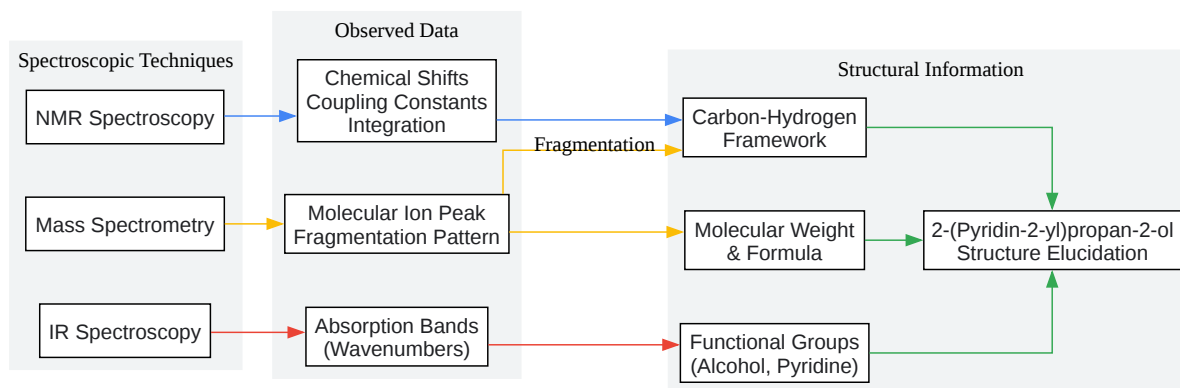 Spectroscopic Techniques
NMR Spectroscopy
Mass Spectrometry
IR Spectroscopy
Observed Data
Chemical Shifts
Coupling Constants
Integration
Molecular Ion Peak
Fragmentation Pattern
Absorption Bands
(Wavenumbers)
Fragmentation
Structural Information
Carbon-Hydrogen
Framework
Molecular Weight
& Formula
Functional Groups
(Alcohol, Pyridine)
2-(Pyridin-2-yl)propan-2-ol
Structure Elucidation